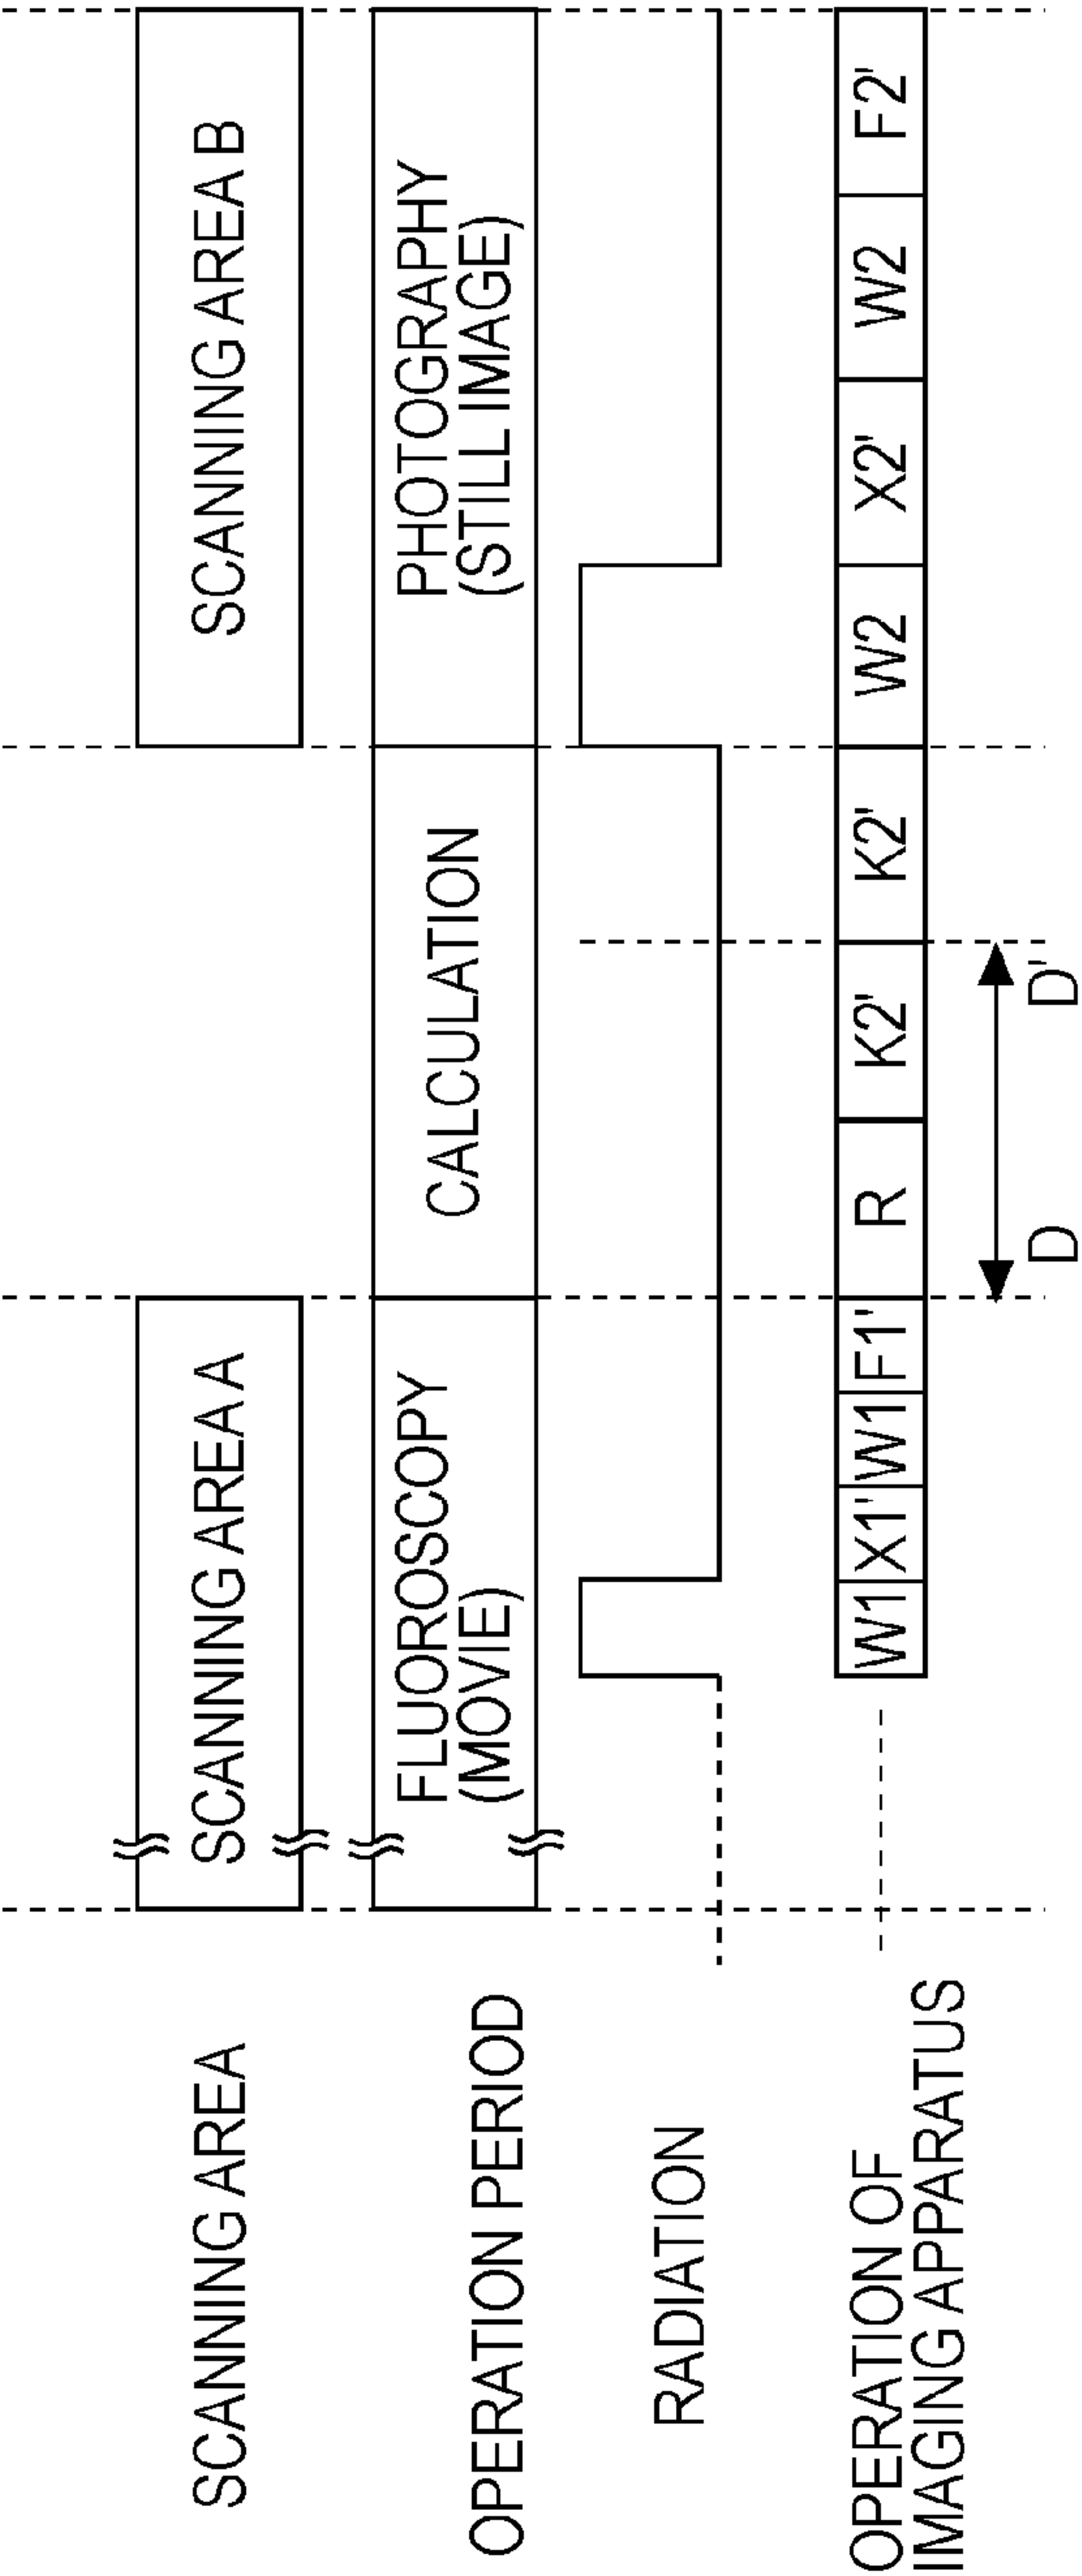 SCANNING AREA
SCANNING AREA A
SCANNING AREA B
OPERATION PERIOD
FLUOROSCOPY
(MOVIE)
CALCULATION
PHOTOGRAPHY
(STILL IMAGE)
RADIATION
OPERATION OF
IMAGING APPARATUS
W1 X1' W1 F1' R K2' K2' W2 X2' W2 F2'
D D'